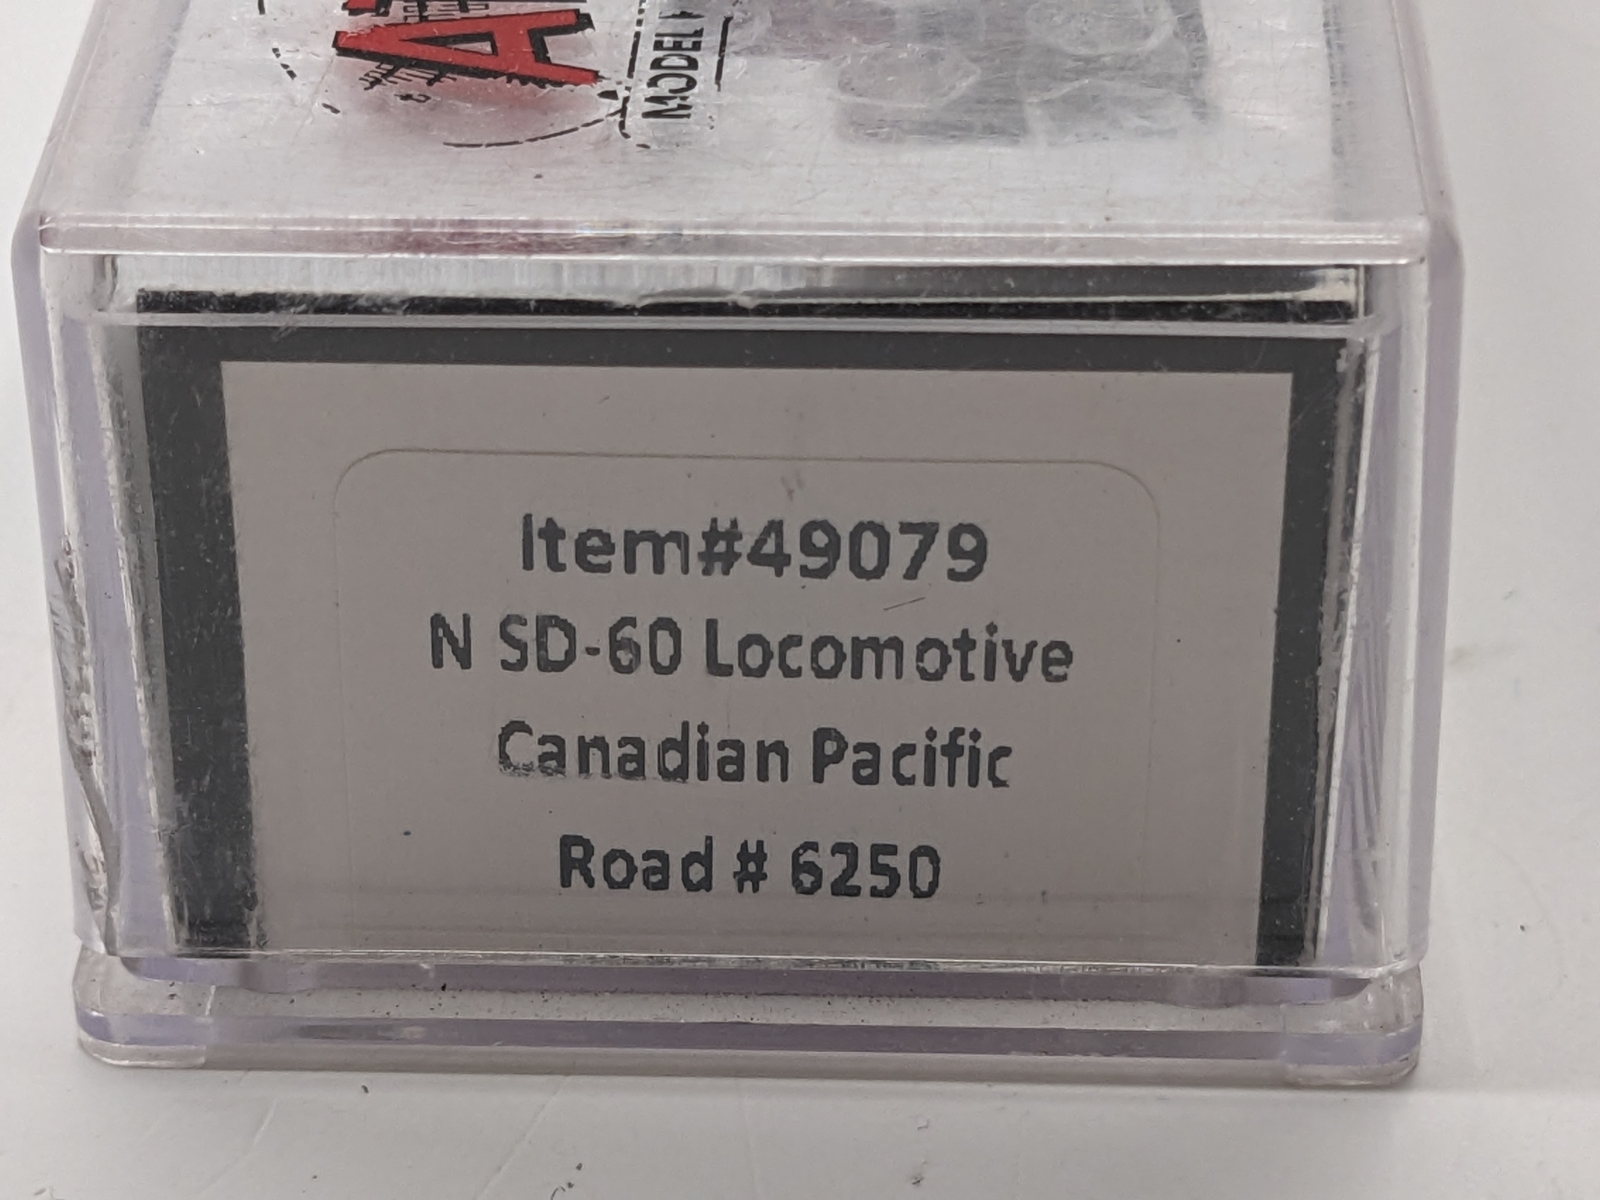 MODEL
Item#49079
N SD-60 Locomotive
Canadian Pacific
Road # 6250